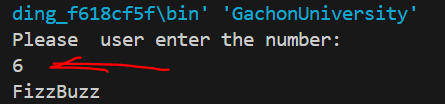 ding_f618cf5f\bin' 'GachonUniversity'
Please  user enter the number:
6
FizzBuzz